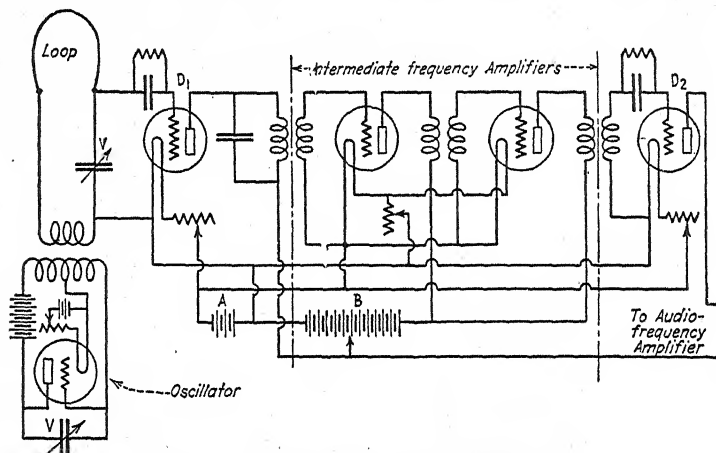 Loop
D1
Intermediate frequency Amplifiers
D2
V
A
B
To Audio-
frequency
Amplifier
Oscillator
V